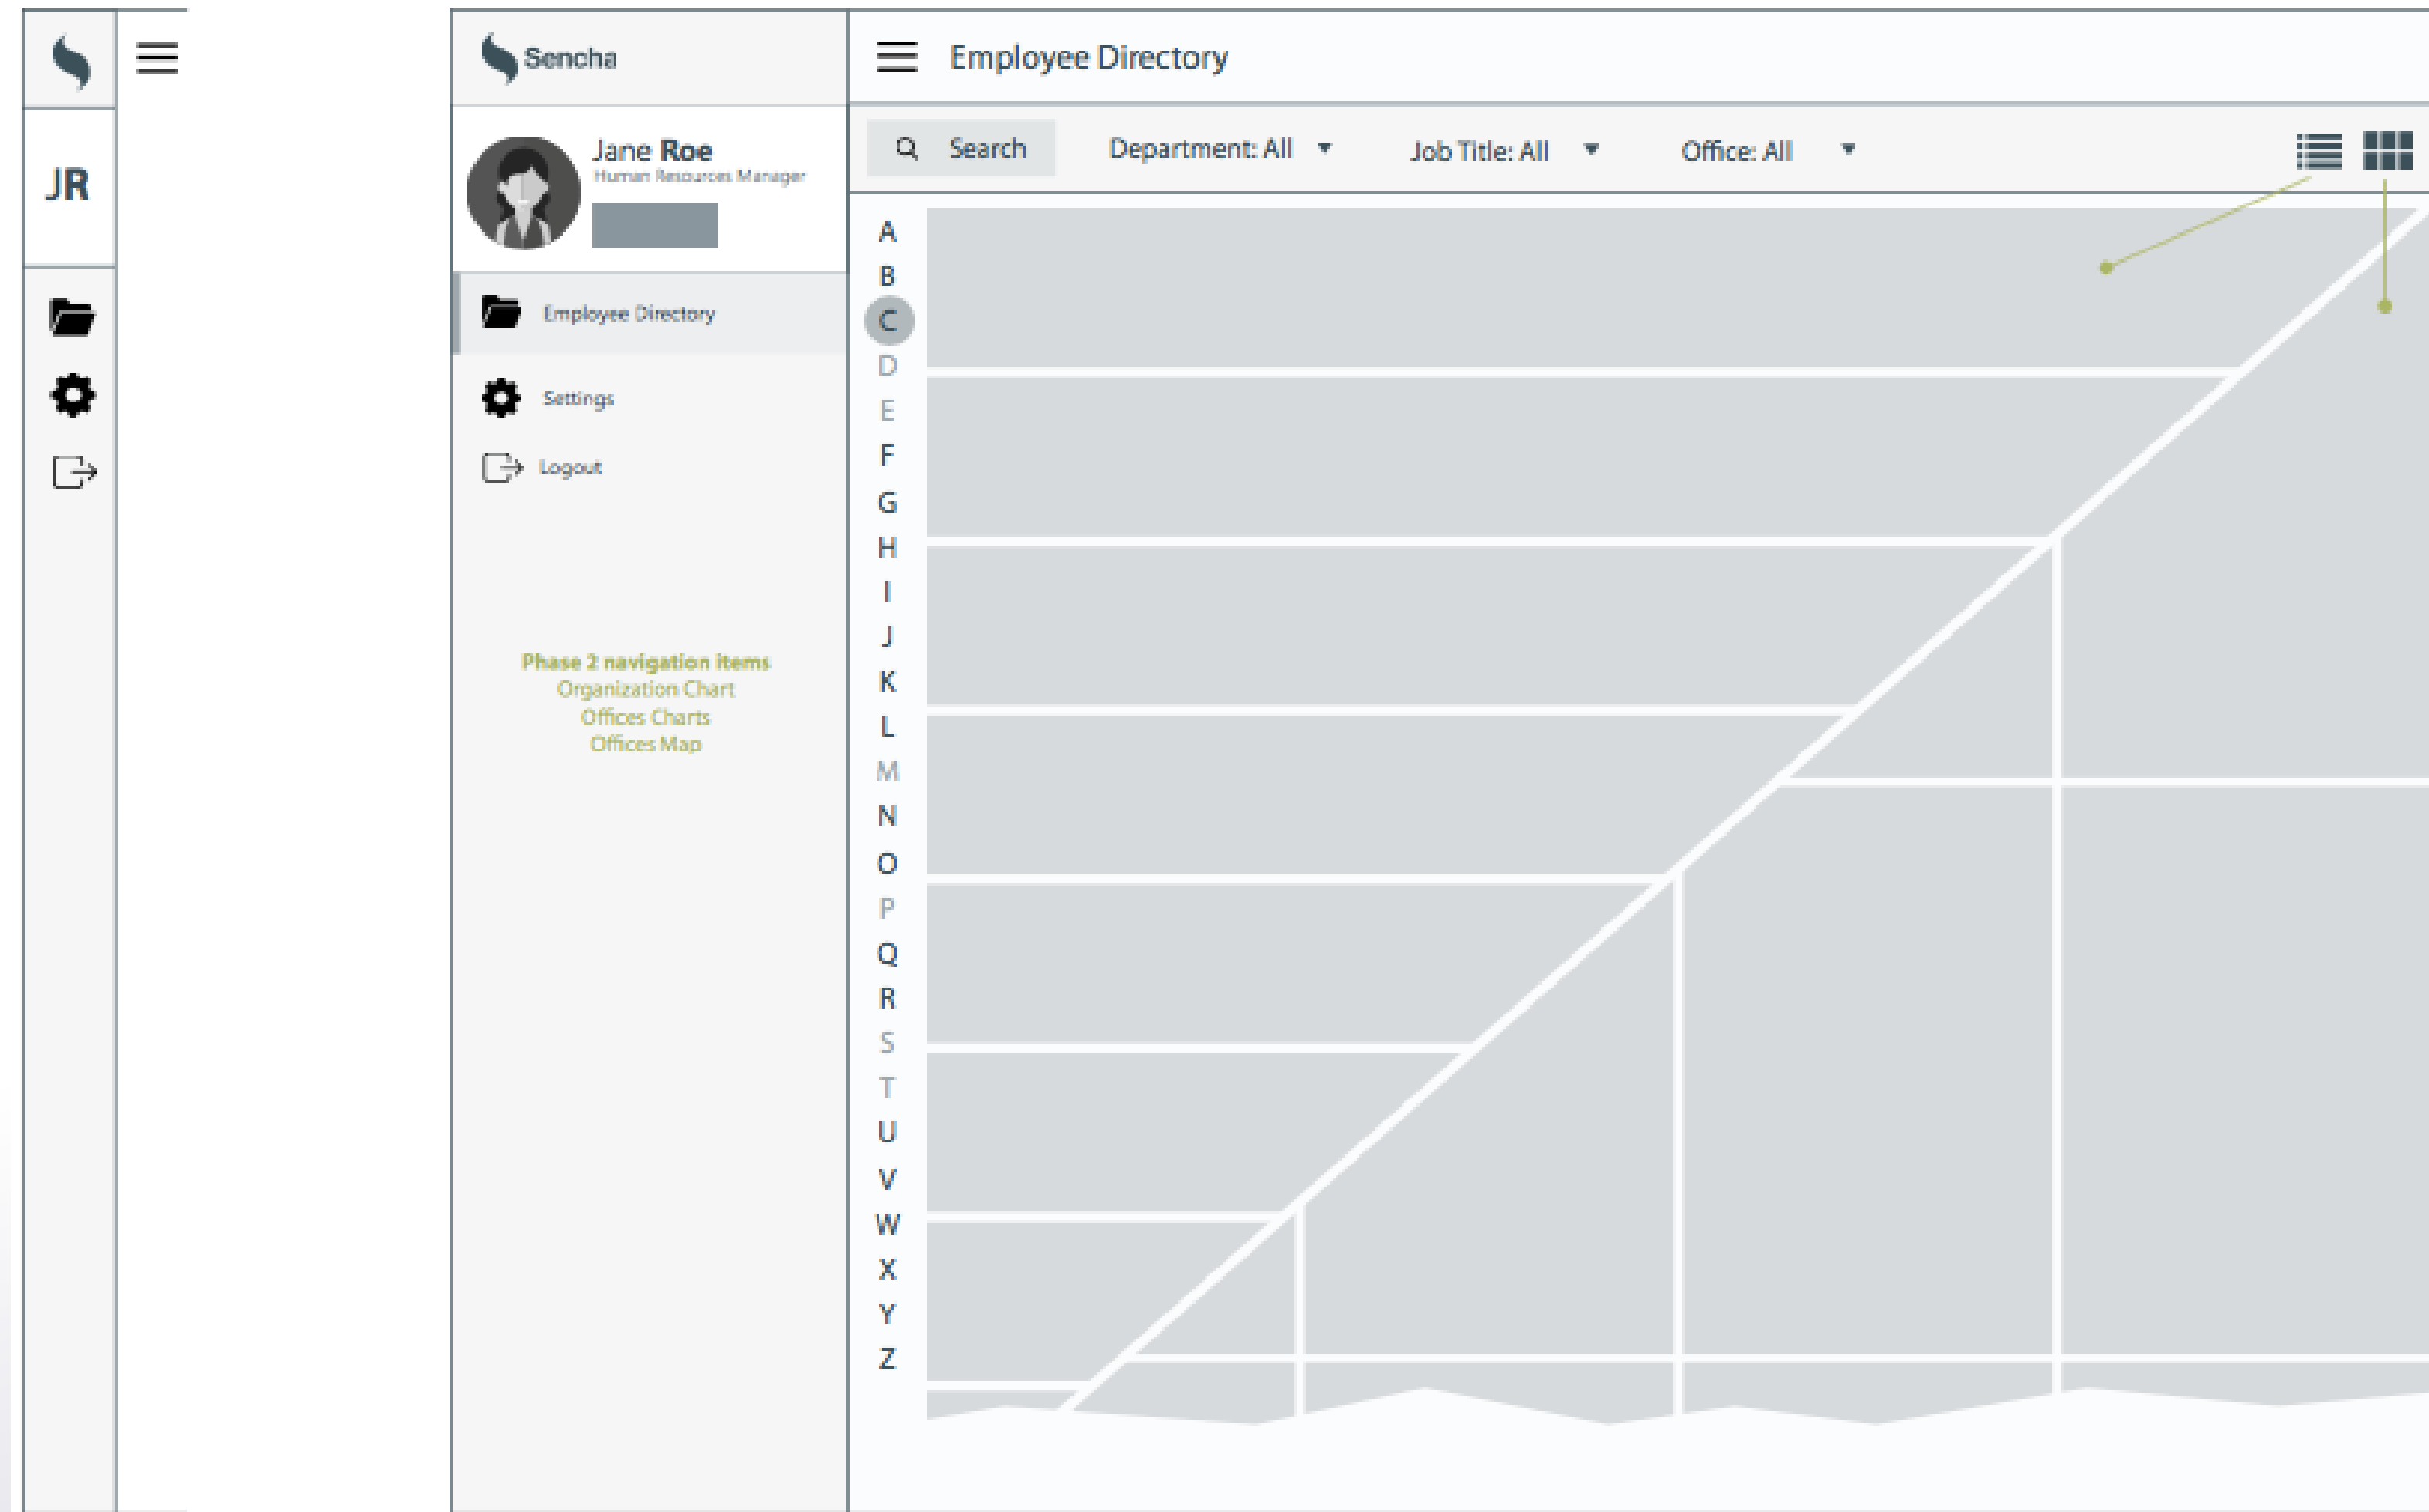 JR
Sencha
Jane Roe
Human Resources Manager
Employee Directory
Settings
Logout
Phase 2 navigation items
Organization Chart
Offices Charts
Offices Map
Employee Directory
Search
Department: All
Job Title: All
Office: All
A
B
C
D
E
F
G
H
I
J
K
L
M
N
O
P
Q
R
S
T
U
V
W
X
Y
Z